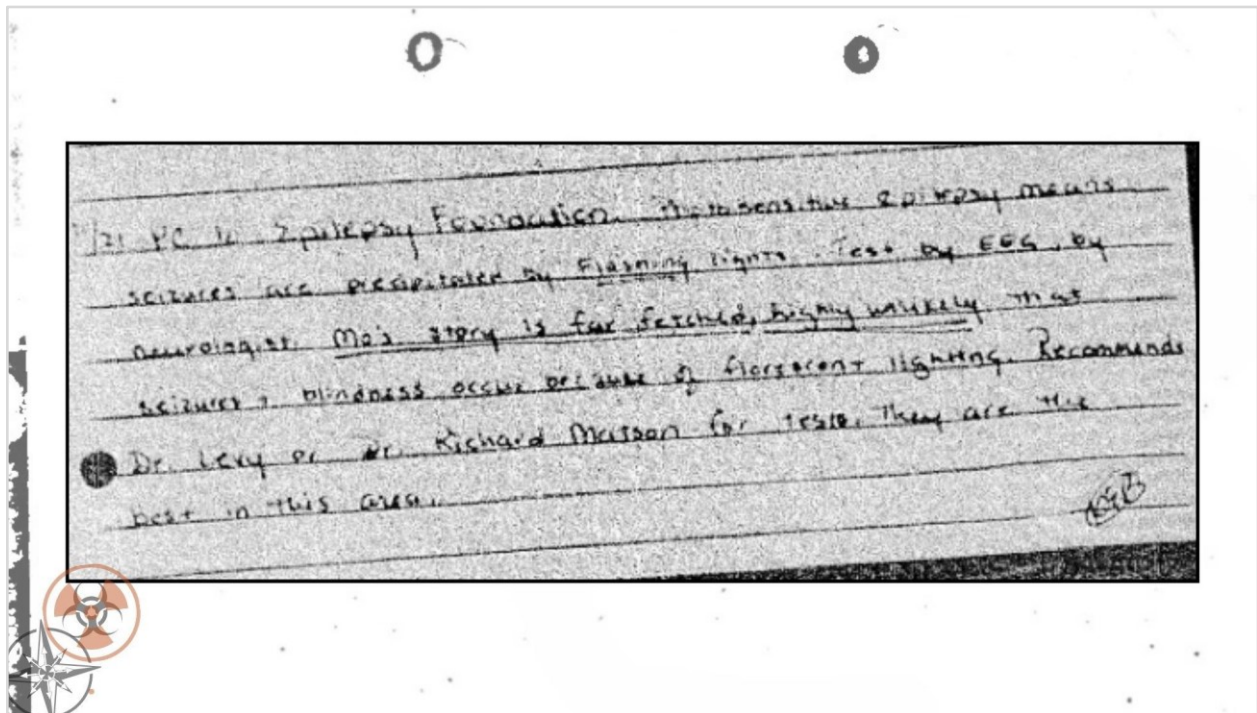 /21 PC to Epilepsy Foundation. Photosensitive epilepsy means
seizures are precipitated by flashing lights. Test by EEG, by
neurologist. Mo's story is far fetched, highly unlikely that
seizures + blindness occur because of florescent lighting. Recommends
Dr. Levy or Dr. Richard Matson for tests. They are the
best in this area.